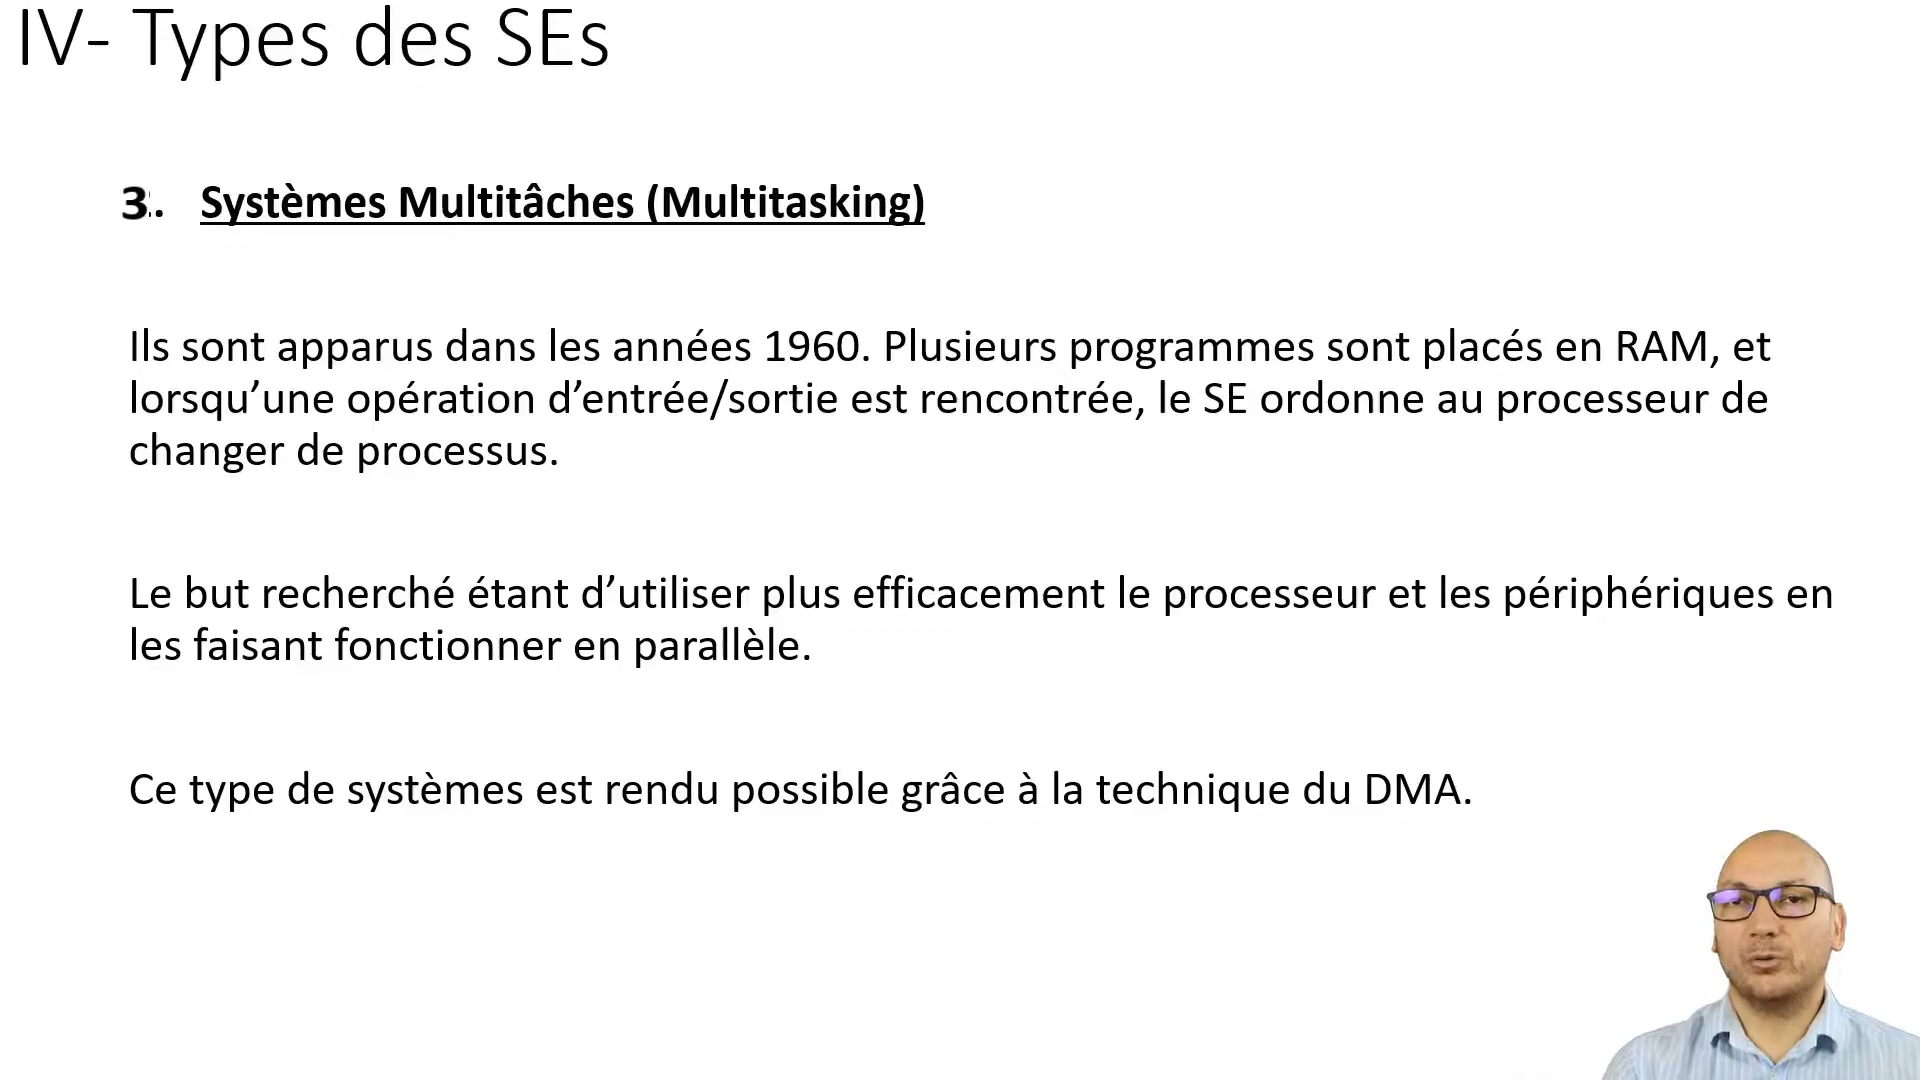 IV- Types des SEs
3. Systèmes Multitâches (Multitasking)
Ils sont apparus dans les années 1960. Plusieurs programmes sont placés en RAM, et
lorsqu’une opération d’entrée/sortie est rencontrée, le SE ordonne au processeur de
changer de processus.
Le but recherché étant d’utiliser plus efficacement le processeur et les périphériques en
les faisant fonctionner en parallèle.
Ce type de systèmes est rendu possible grâce à la technique du DMA.